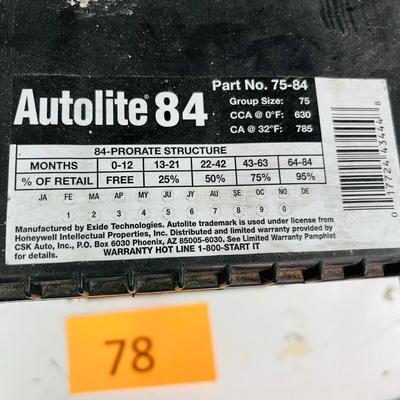 Autolite® 84
Part No. 75-84
Group Size: 75
CCA @ 0°F: 630
CA @ 32°F: 785
84-PRORATE STRUCTURE
MONTHS 0-12 13-21 22-42 43-63 64-84
% OF RETAIL FREE 25% 50% 75% 95%
JA FE MA AP MY JU JY AU SE OC NO DE
1 2 3 4 5 6 7 8 9 0
Manufactured by Exide Technologies. Autolite trademark is used under license from
Honeywell Intellectual Properties, Inc. Distributed and limited warranty provided by
CSK Auto, Inc., P.O. Box 6030 Phoenix, AZ 85005-6030. See Limited Warranty Pamphlet
for details.
WARRANTY HOT LINE 1-800-START IT
0 17724 43444 8
78